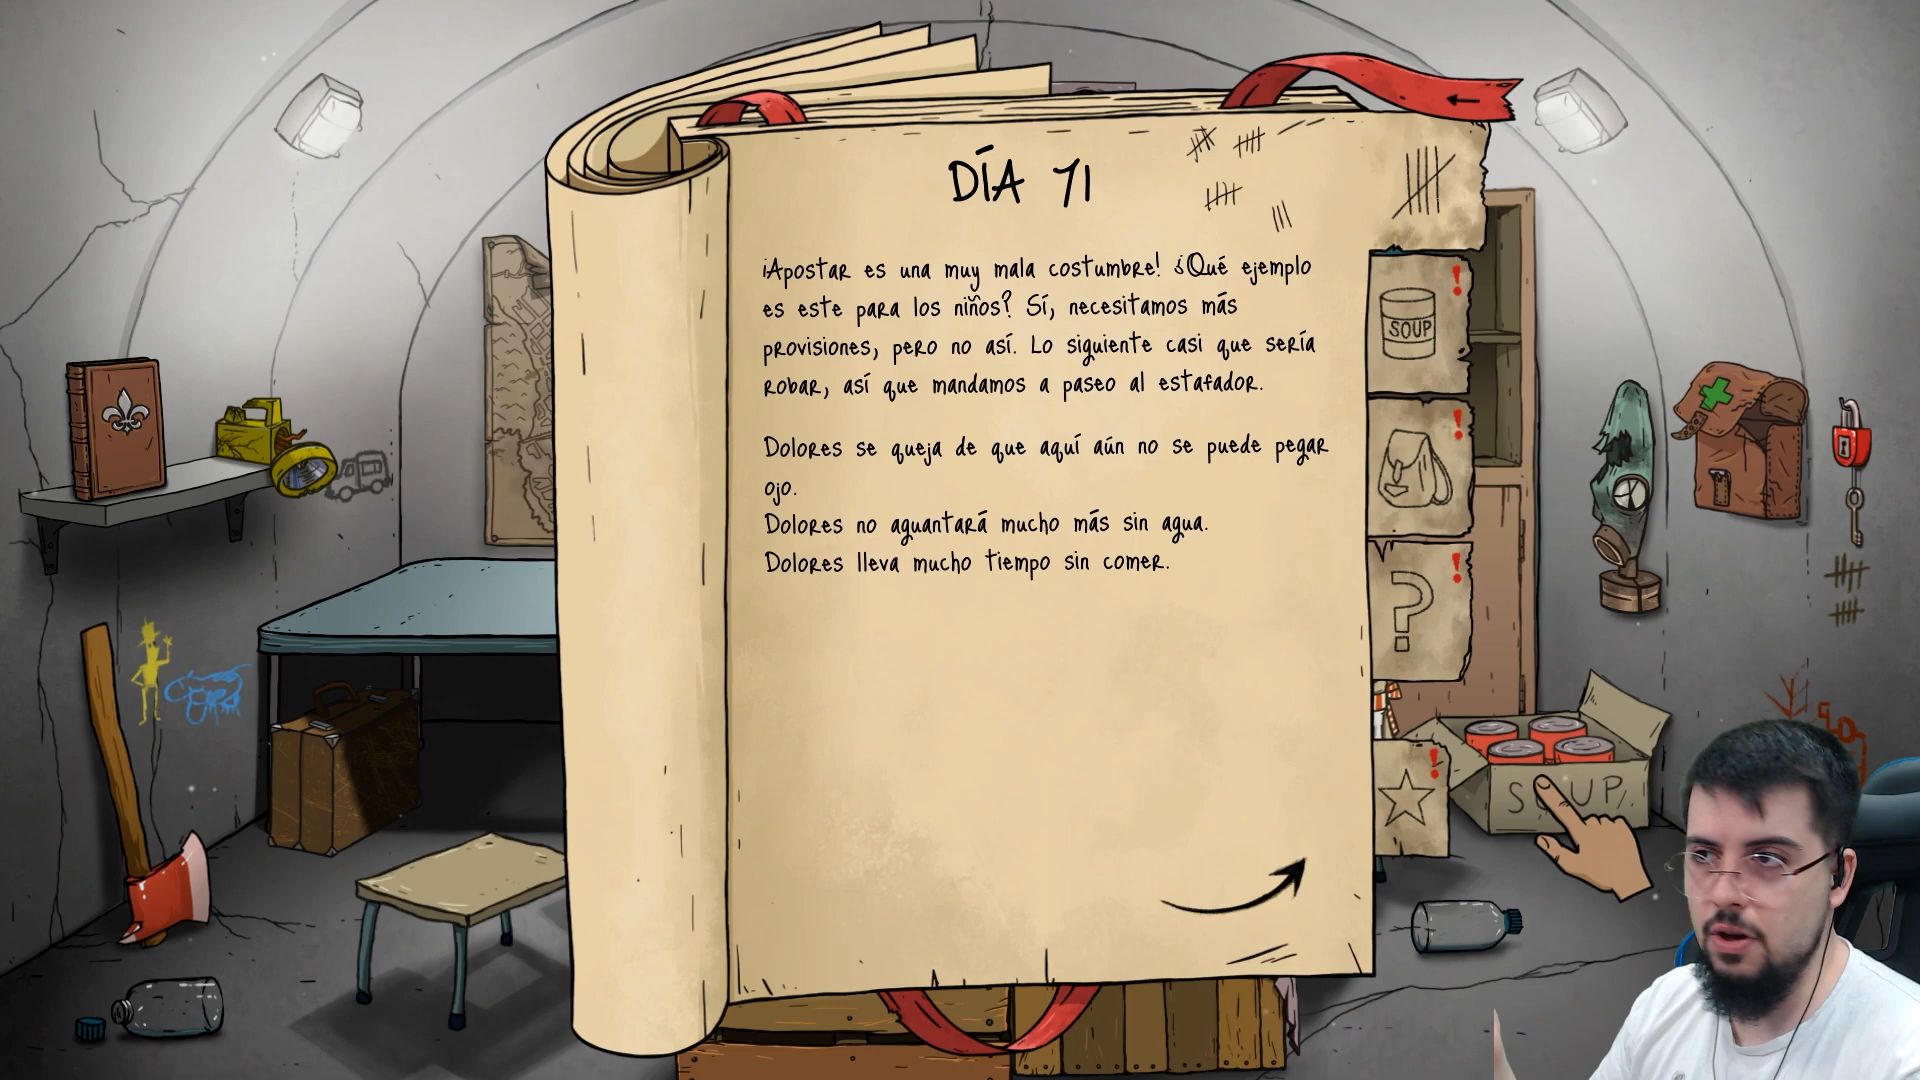 DÍA 71
¡Apostar es una muy mala costumbre! ¿Qué ejemplo
es este para los niños? Sí, necesitamos más
provisiones, pero no así. Lo siguiente casi que sería
robar, así que mandamos a paseo al estafador.
Dolores se queja de que aquí aún no se puede pegar
ojo.
Dolores no aguantará mucho más sin agua.
Dolores lleva mucho tiempo sin comer.
!
SOUP
!
!
?
!
SOUP